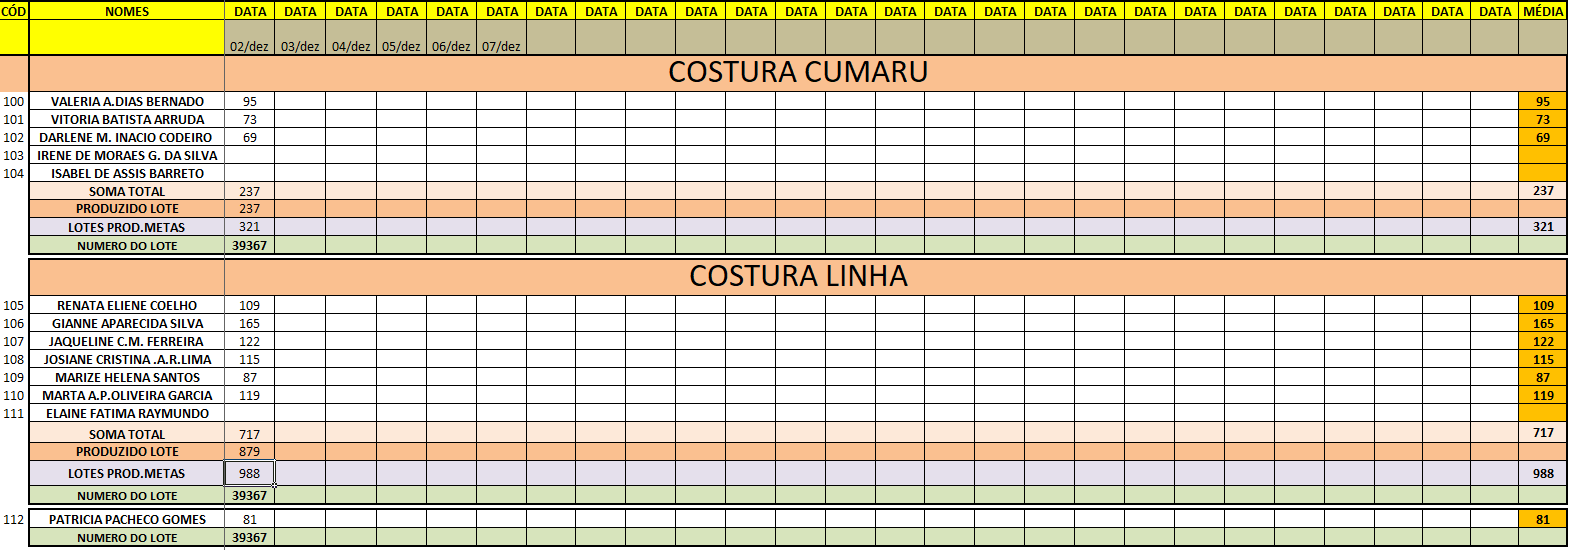 CÓD NOMES DATA DATA DATA DATA DATA DATA DATA DATA DATA DATA DATA DATA DATA DATA DATA DATA DATA DATA DATA DATA DATA DATA DATA DATA DATA DATA MÉDIA
02/dez 03/dez 04/dez 05/dez 06/dez 07/dez
COSTURA CUMARU
100 VALERIA A.DIAS BERNADO 95 95
101 VITORIA BATISTA ARRUDA 73 73
102 DARLENE M. INACIO CODEIRO 69 69
103 IRENE DE MORAES G. DA SILVA
104 ISABEL DE ASSIS BARRETO
SOMA TOTAL 237 237
PRODUZIDO LOTE 237
LOTES PROD.METAS 321 321
NUMERO DO LOTE 39367
COSTURA LINHA
105 RENATA ELIENE COELHO 109 109
106 GIANNE APARECIDA SILVA 165 165
107 JAQUELINE C.M. FERREIRA 122 122
108 JOSIANE CRISTINA .A.R.LIMA 115 115
109 MARIZE HELENA SANTOS 87 87
110 MARTA A.P.OLIVEIRA GARCIA 119 119
111 ELAINE FATIMA RAYMUNDO
SOMA TOTAL 717 717
PRODUZIDO LOTE 879
LOTES PROD.METAS 988 988
NUMERO DO LOTE 39367
112 PATRICIA PACHECO GOMES 81 81
NUMERO DO LOTE 39367